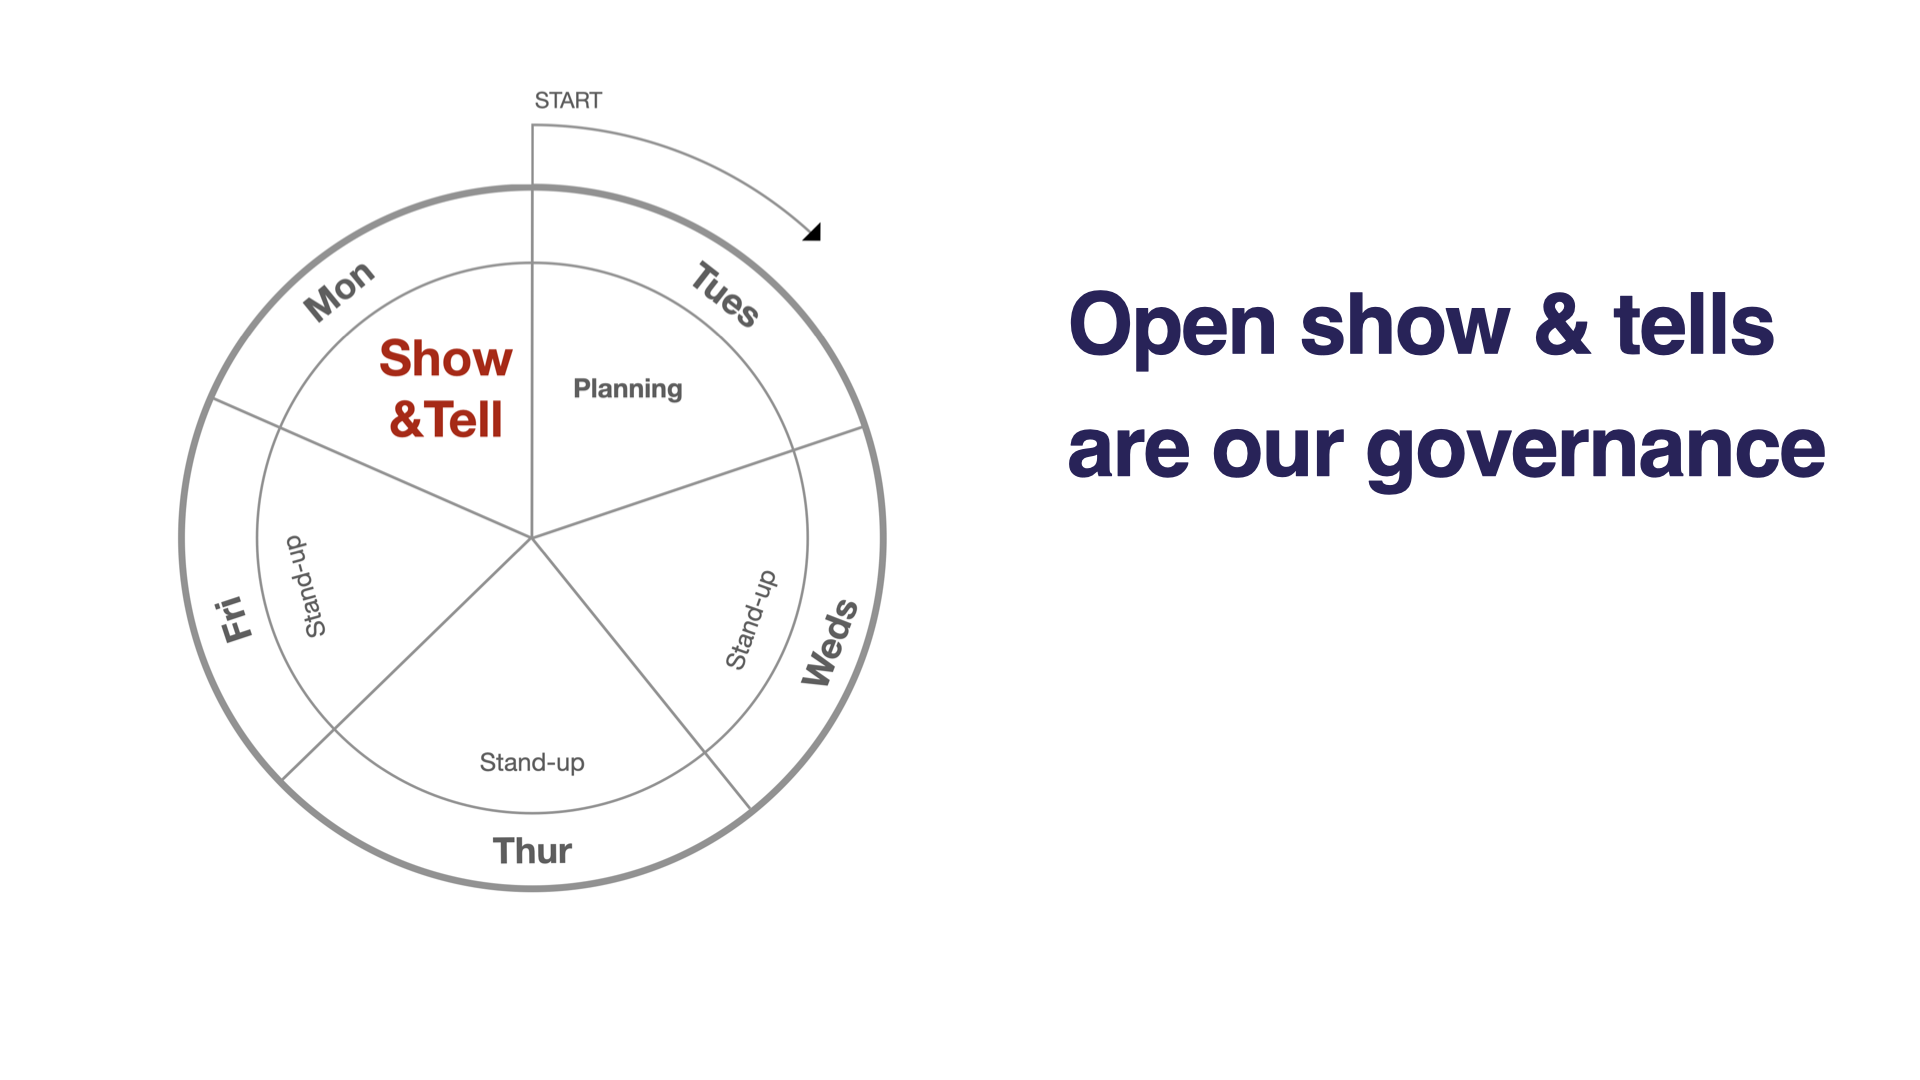 START
Mon
Tues
Show
&Tell
Planning
Stand-up
Fri
Stand-up
Weds
Stand-up
Thur
Open show & tells
are our governance